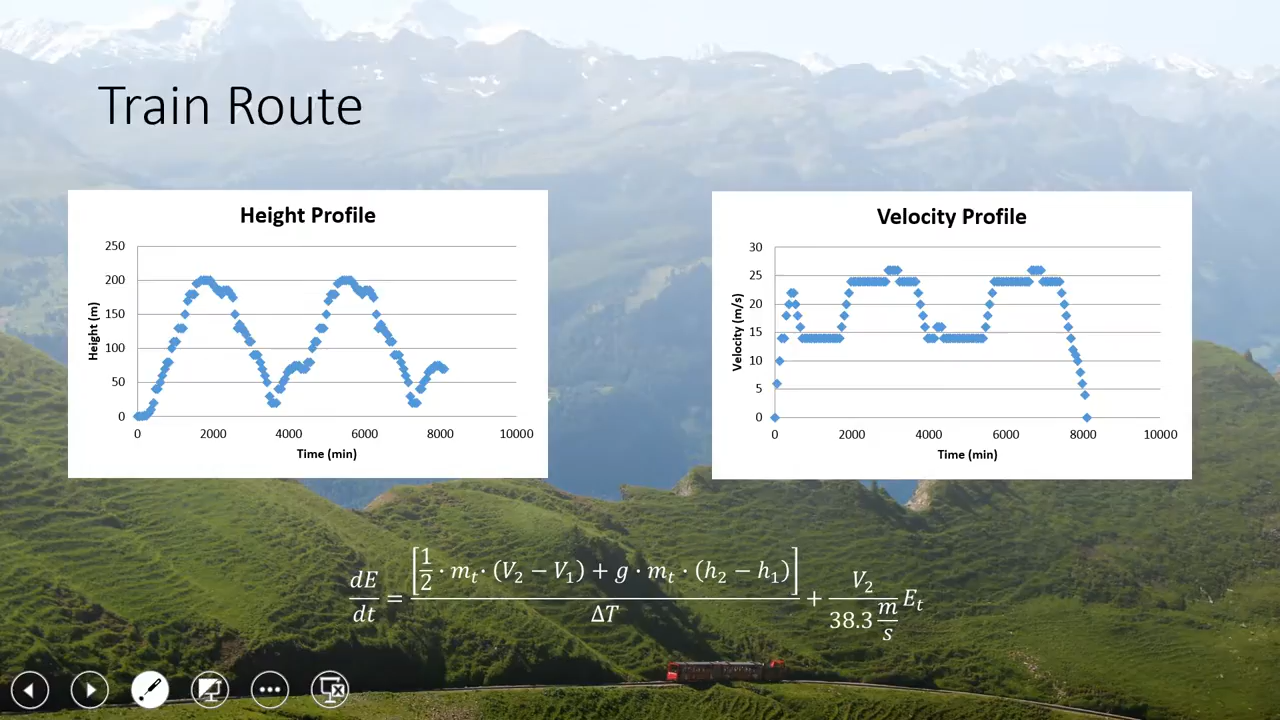 Train Route
Height Profile
250
200
150
100
50
0
Height (m)
0 2000 4000 6000 8000 10000
Time (min)
Velocity Profile
30
25
20
15
10
5
0
Velocity (m/s)
0 2000 4000 6000 8000 10000
Time (min)
dE/dt = [1/2 · m_t · (V_2 − V_1) + g · m_t · (h_2 − h_1)]/ΔT + V_2/(38.3 m/s) E_t